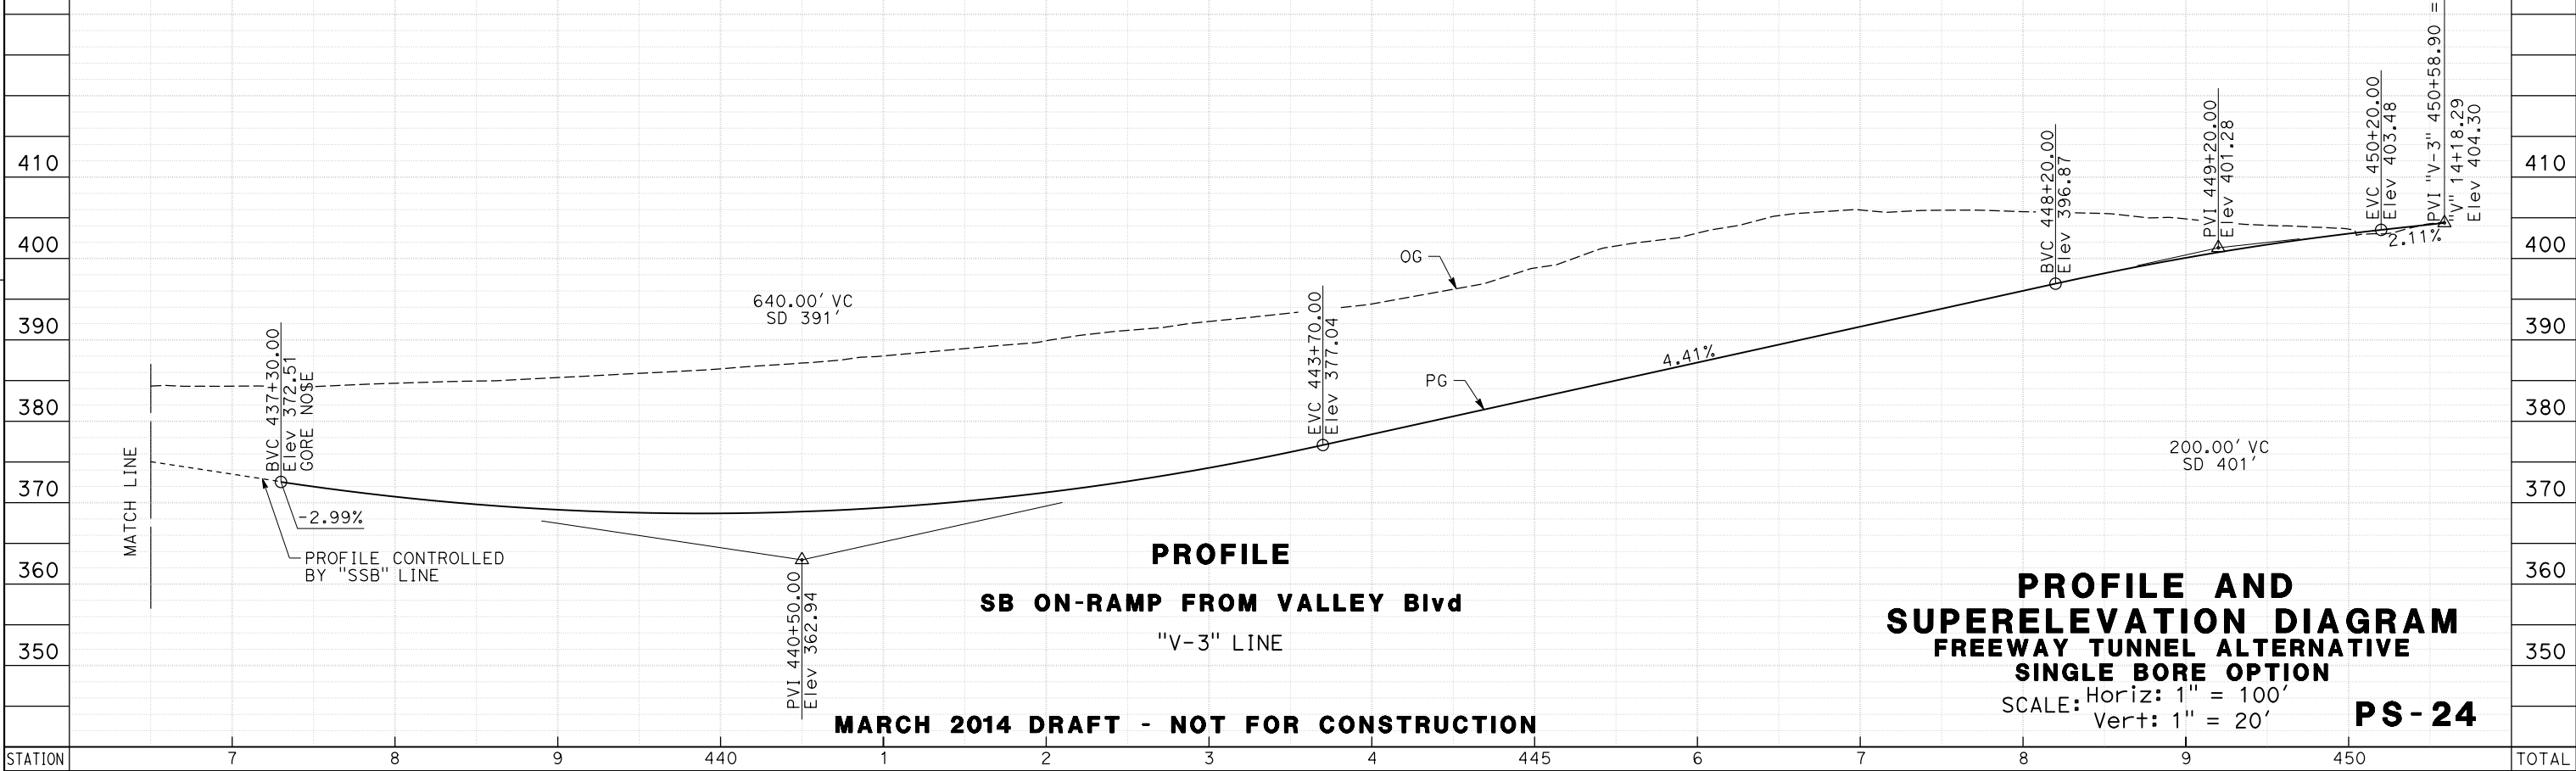 410
400
390
380
370
360
350
STATION
MATCH LINE
BVC 437+30.00
Elev 372.51
GORE NOSE
-2.99%
PROFILE CONTROLLED
BY "SSB" LINE
640.00' VC
SD 391'
PVI 440+50.00
Elev 362.94
EVC 443+70.00
Elev 377.04
OG
PG
4.41%
BVC 448+20.00
Elev 396.87
PVI 449+20.00
Elev 401.28
EVC 450+20.00
Elev 403.48
PVI "V-3" 450+58.90 =
"V" 14+18.29
Elev 404.30
2.11%
200.00' VC
SD 401'
PROFILE
SB ON-RAMP FROM VALLEY Blvd
"V-3" LINE
MARCH 2014 DRAFT - NOT FOR CONSTRUCTION
PROFILE AND
SUPERELEVATION DIAGRAM
FREEWAY TUNNEL ALTERNATIVE
SINGLE BORE OPTION
SCALE: Horiz: 1" = 100'
Vert: 1" = 20'
PS-24
410
400
390
380
370
360
350
7 8 9 440 1 2 3 4 445 6 7 8 9 450
TOTAL